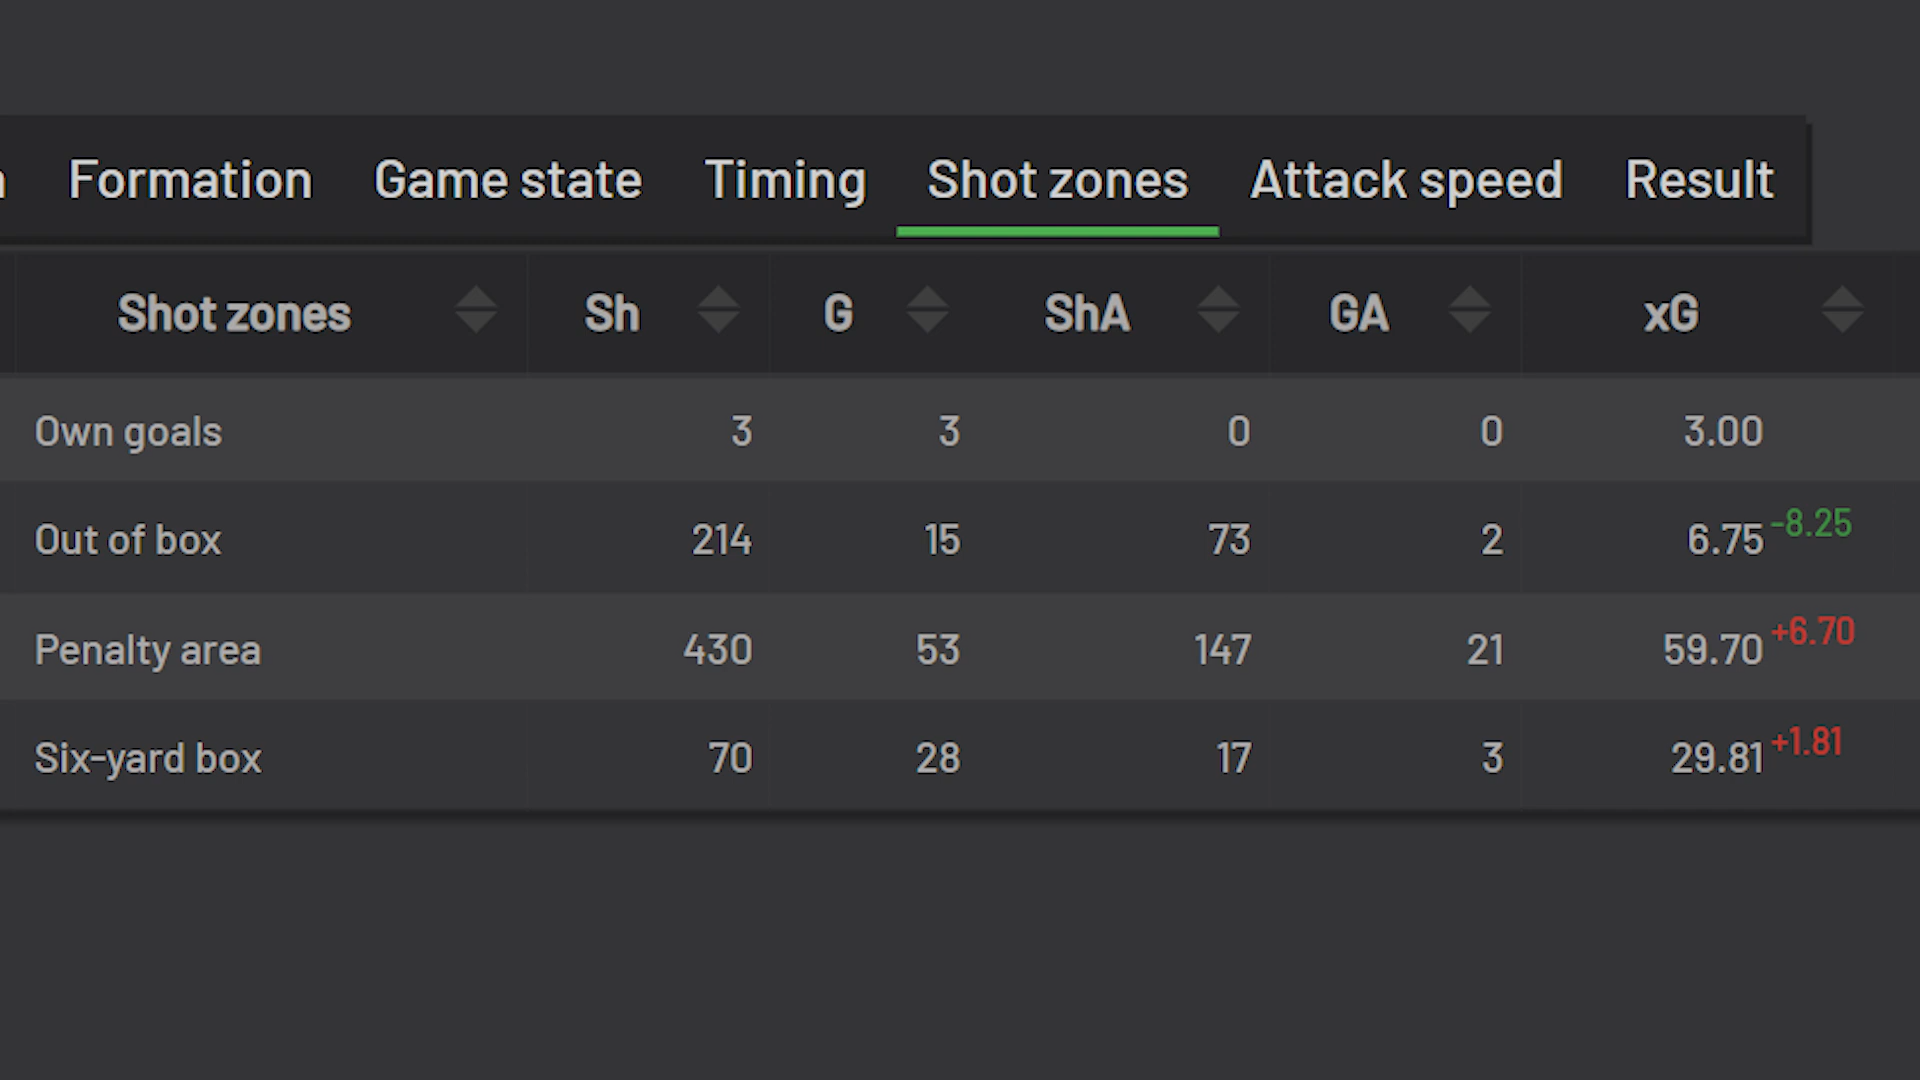 Formation Game state Timing Shot zones Attack speed Result
Shot zones Sh G ShA GA xG
Own goals 3 3 0 0 3.00
Out of box 214 15 73 2 6.75 -8.25
Penalty area 430 53 147 21 59.70 +6.70
Six-yard box 70 28 17 3 29.81 +1.81